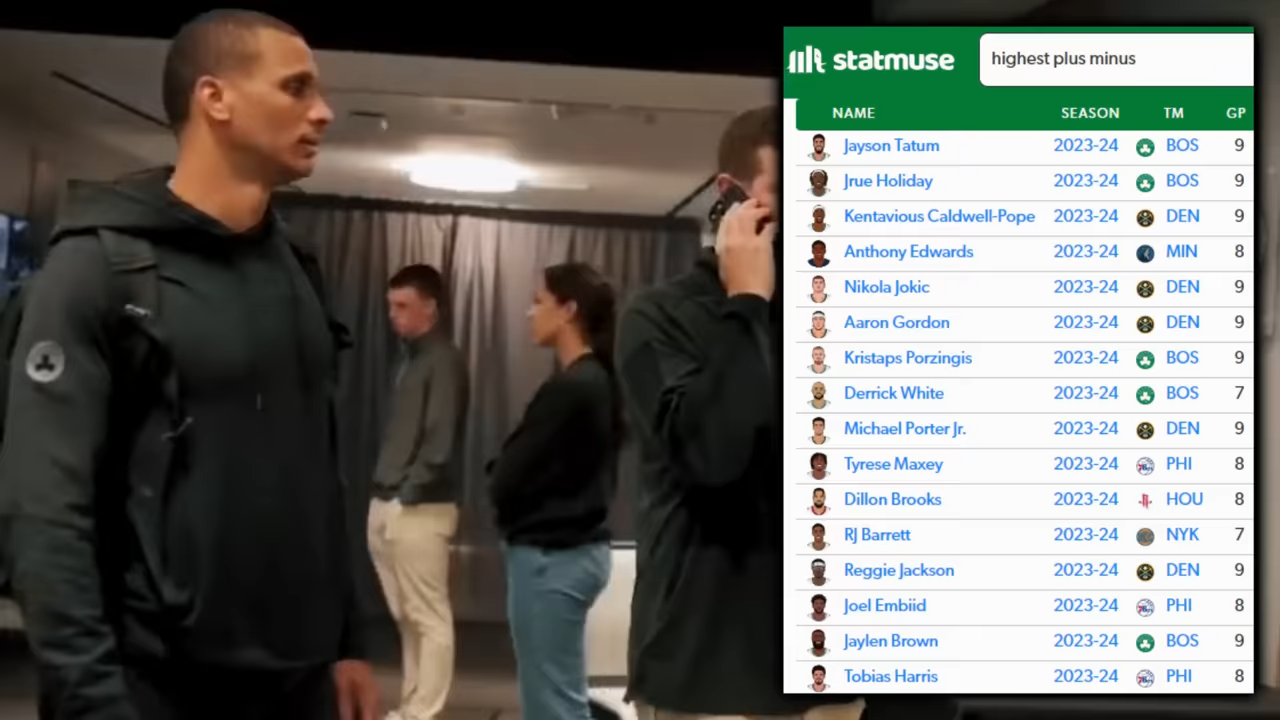 statmuse
highest plus minus
NAME SEASON TM GP
Jayson Tatum 2023-24 BOS 9
Jrue Holiday 2023-24 BOS 9
Kentavious Caldwell-Pope 2023-24 DEN 9
Anthony Edwards 2023-24 MIN 8
Nikola Jokic 2023-24 DEN 9
Aaron Gordon 2023-24 DEN 9
Kristaps Porzingis 2023-24 BOS 9
Derrick White 2023-24 BOS 7
Michael Porter Jr. 2023-24 DEN 9
Tyrese Maxey 2023-24 PHI 8
Dillon Brooks 2023-24 HOU 8
RJ Barrett 2023-24 NYK 7
Reggie Jackson 2023-24 DEN 9
Joel Embiid 2023-24 PHI 8
Jaylen Brown 2023-24 BOS 9
Tobias Harris 2023-24 PHI 8